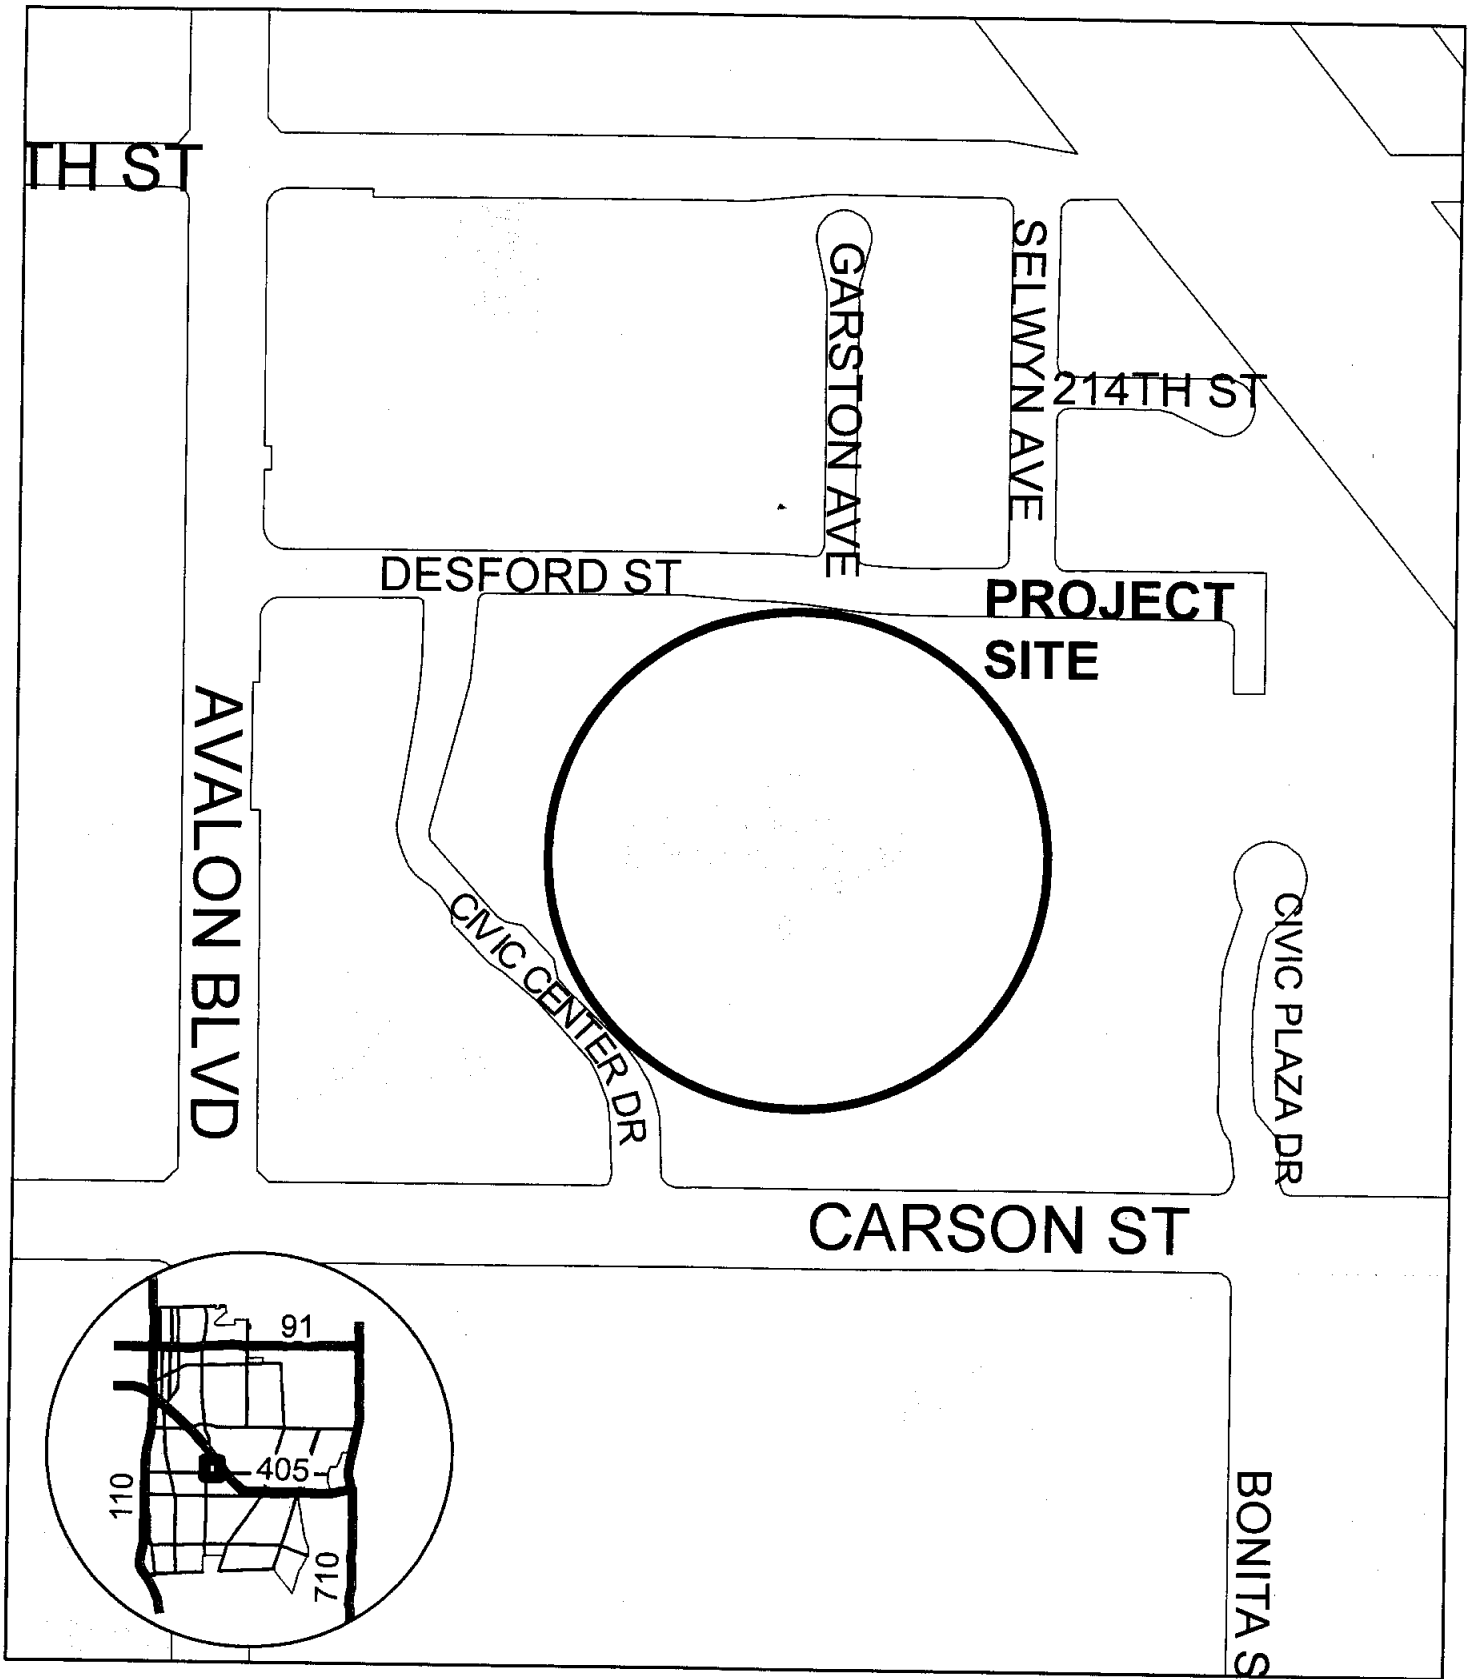 TH ST
SELWYN AVE
GARSTON AVE
214TH ST
DESFORD ST
PROJECT
SITE
AVALON BLVD
CIVIC CENTER DR
CIVIC PLAZA DR
CARSON ST
91
405
110
710
BONITA S